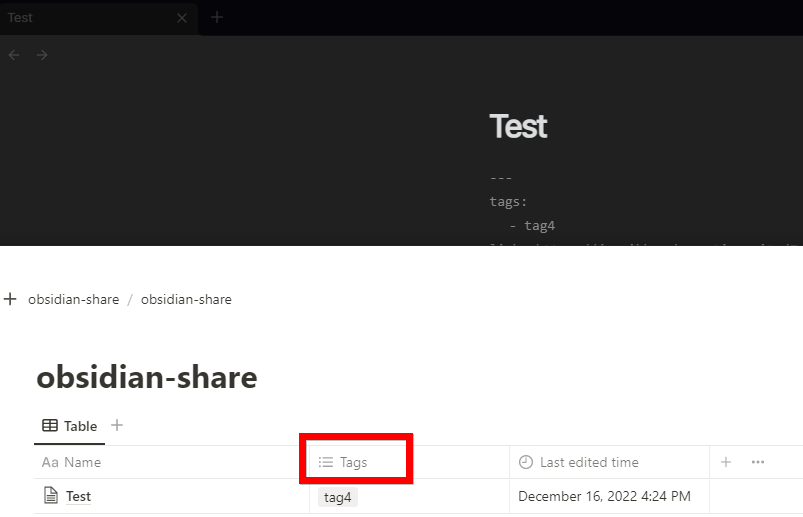 Test
Test
---
tags:
- tag4
obsidian-share / obsidian-share
obsidian-share
Table
Aa Name Tags Last edited time
Test tag4 December 16, 2022 4:24 PM